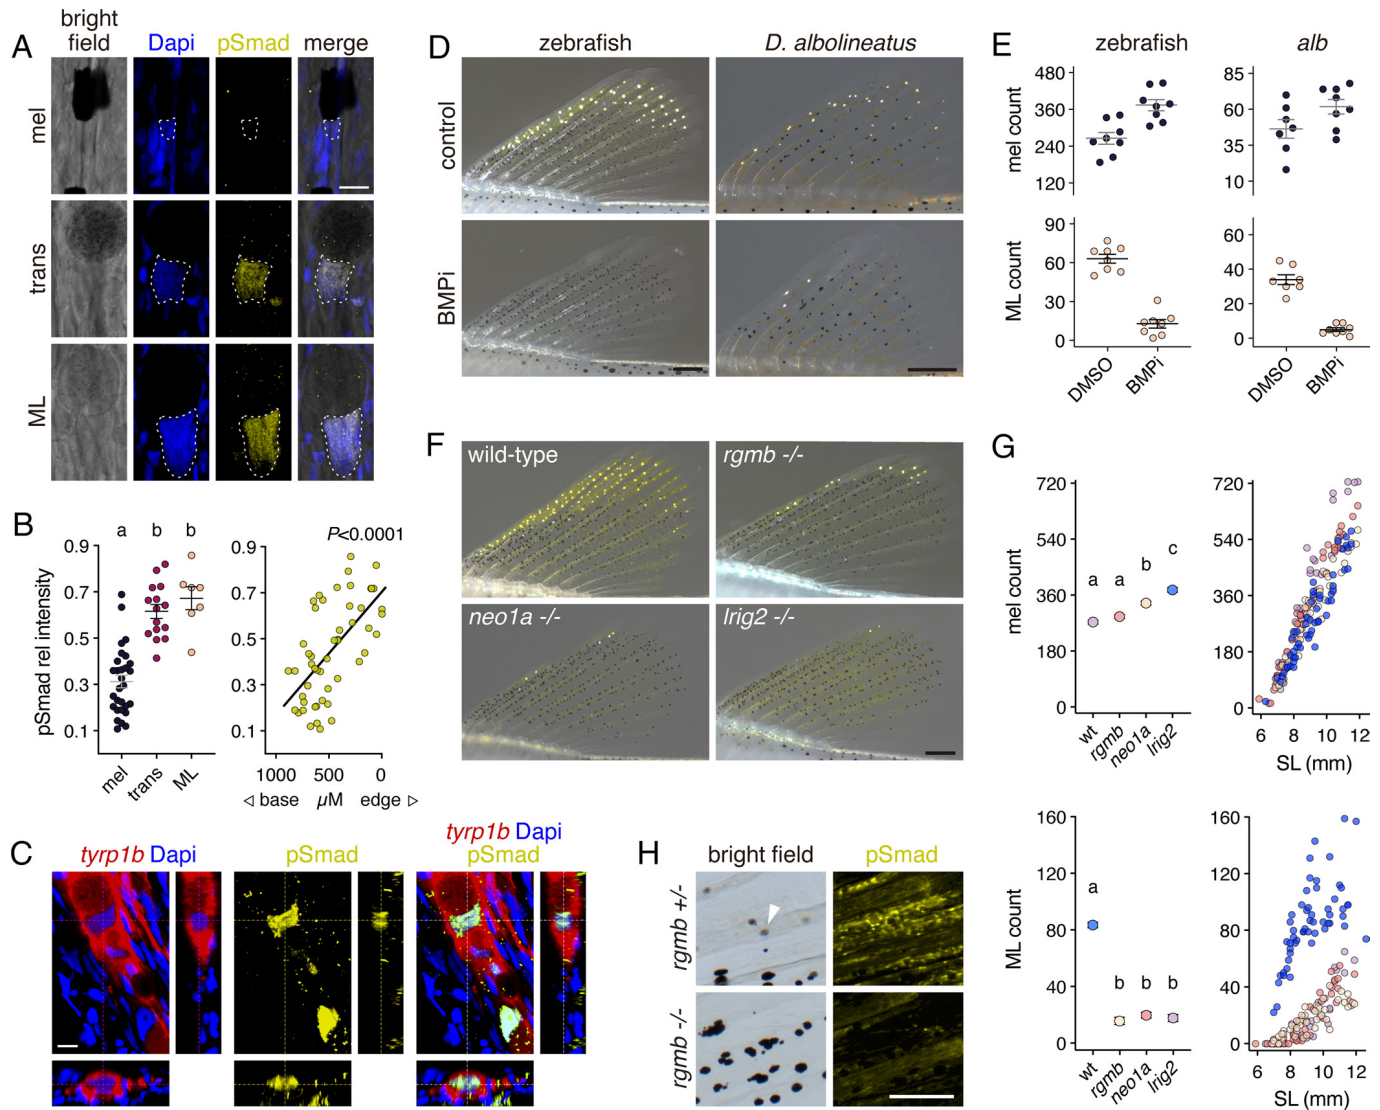 A
bright
field
Dapi
pSmad
merge
mel
trans
ML
B
a
b
b
P<0.0001
pSmad rel intensity
0.9
0.7
0.5
0.3
0.1
mel
trans
ML
0.9
0.7
0.5
0.3
0.1
1000
500
0
◁ base
µM
edge ▷
C
tyrp1b Dapi
pSmad
tyrp1b Dapi
pSmad
D
zebrafish
D. albolineatus
control
BMPi
E
zebrafish
alb
mel count
480
360
240
120
85
60
35
10
ML count
90
60
30
0
60
40
20
0
DMSO
BMPi
DMSO
BMPi
F
wild-type
rgmb -/-
neo1a -/-
lrig2 -/-
G
mel count
720
540
360
180
0
a
a
b
c
wt
rgmb
neo1a
lrig2
720
540
360
180
0
6
8
10
12
SL (mm)
ML count
160
120
80
40
0
a
b
b
b
wt
rgmb
neo1a
lrig2
160
120
80
40
0
6
8
10
12
SL (mm)
H
bright field
pSmad
rgmb +/-
rgmb -/-